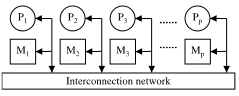 P1 P2 P3 ...... Pp
M1 M2 M3 ...... Mp
Interconnection network